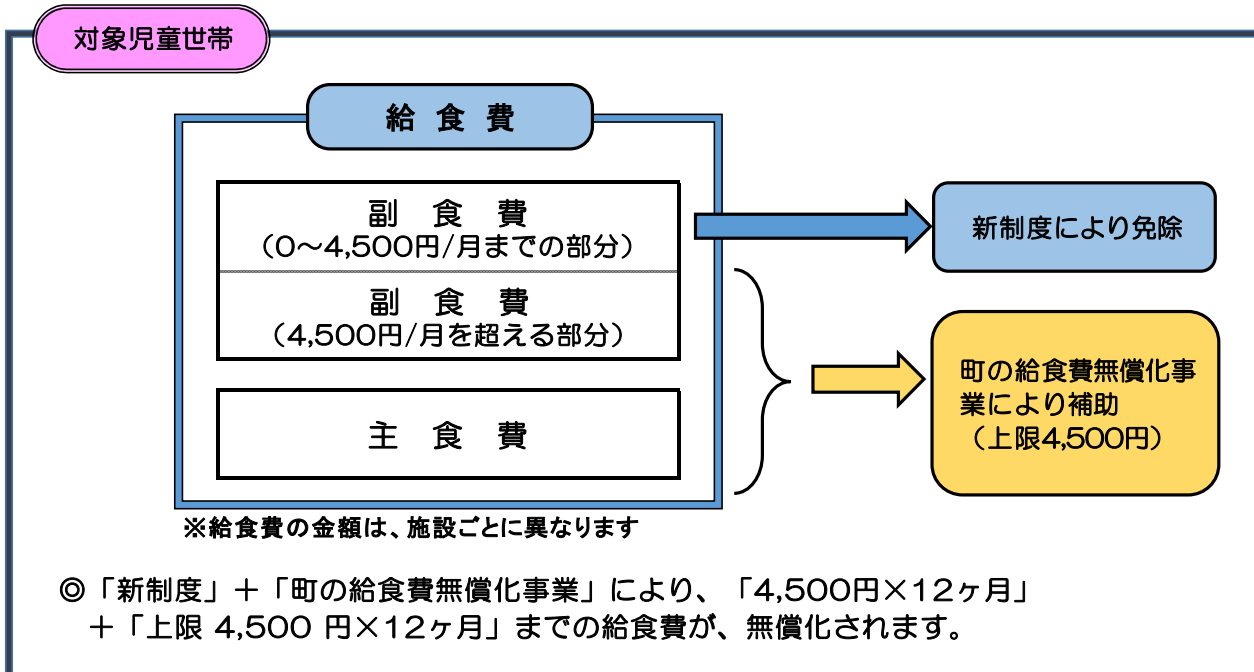 対象児童世帯
給 食 費
副 食 費
（0～4,500円/月までの部分）
副 食 費
（4,500円/月を超える部分）
主 食 費
新制度により免除
町の給食費無償化事
業により補助
（上限4,500円）
※給食費の金額は、施設ごとに異なります
◎「新制度」＋「町の給食費無償化事業」により、「4,500円×12ヶ月」
＋「上限 4,500 円×12ヶ月」までの給食費が、無償化されます。